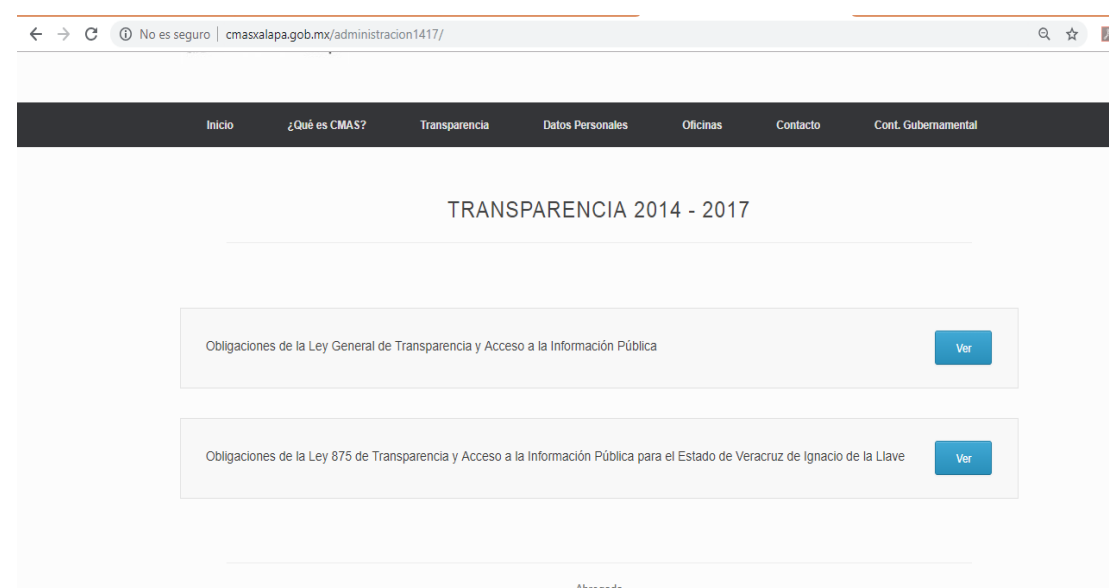 No es seguro | cmasxalapa.gob.mx/administracion1417/
Inicio ¿Qué es CMAS? Transparencia Datos Personales Oficinas Contacto Cont. Gubernamental
TRANSPARENCIA 2014 - 2017
Obligaciones de la Ley General de Transparencia y Acceso a la Información Pública Ver
Obligaciones de la Ley 875 de Transparencia y Acceso a la Información Pública para el Estado de Veracruz de Ignacio de la Llave Ver